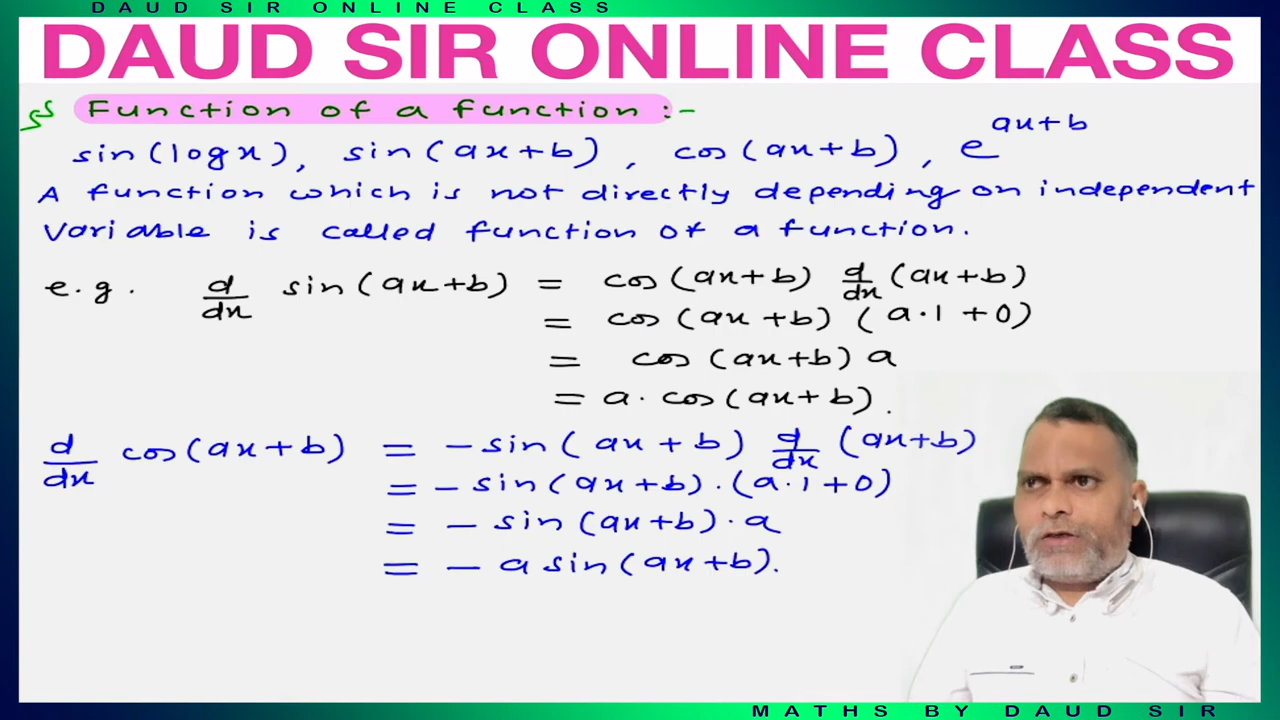 DAUD SIR ONLINE CLASS
DAUD SIR ONLINE CLASS
Function of a function :-
sin(log x), sin(ax+b), cos(ax+b), e^{ax+b}
A function which is not directly depending on independent
variable is called function of a function.
e.g. d/dx sin(ax+b) = cos(ax+b) d/dx (ax+b)
= cos(ax+b) (a·1+0)
= cos(ax+b) a
= a·cos(ax+b).
d/dx cos(ax+b) = -sin(ax+b) d/dx (ax+b)
= -sin(ax+b)·(a·1+0)
= -sin(ax+b)·a
= -a sin(ax+b).
MATHS BY DAUD SIR